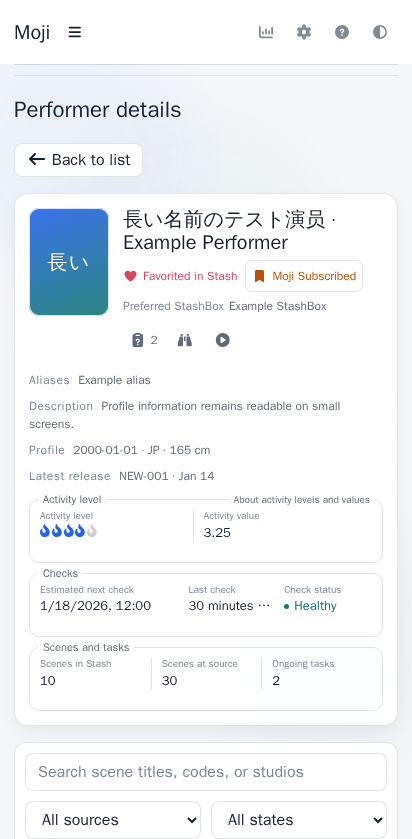 Moji
Performer details
Back to list
長い
長い名前のテスト演员 ·
Example Performer
Favorited in Stash
Moji Subscribed
Preferred StashBox Example StashBox
2
Aliases Example alias
Description Profile information remains readable on small
screens.
Profile 2000-01-01 · JP · 165 cm
Latest release NEW-001 · Jan 14
Activity level About activity levels and values
Activity level Activity value
3.25
Checks
Estimated next check Last check Check status
1/18/2026, 12:00 30 minutes ··· Healthy
Scenes and tasks
Scenes in Stash Scenes at source Ongoing tasks
10 30 2
Search scene titles, codes, or studios
All sources All states